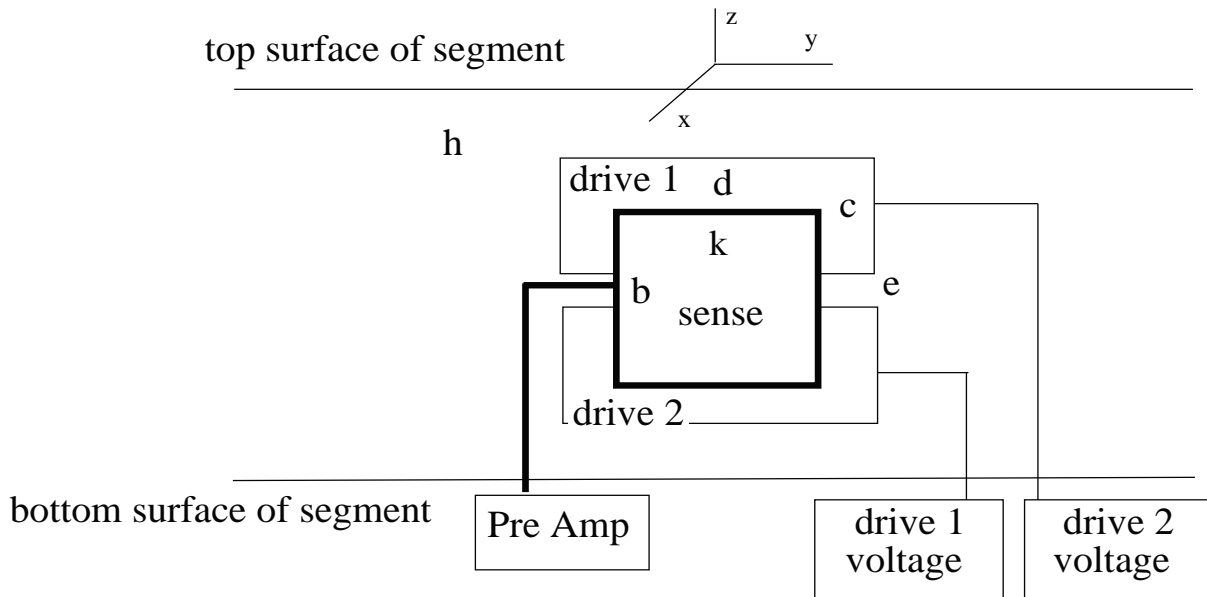 z
y
top surface of segment
x
h
drive 1
d
c
k
b
e
sense
drive 2
bottom surface of segment
Pre Amp
drive 1
voltage
drive 2
voltage